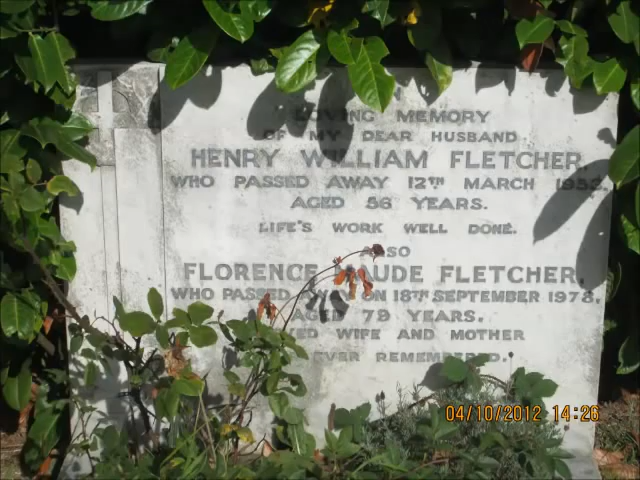 LOVING MEMORY
OF MY DEAR HUSBAND
HENRY WILLIAM FLETCHER,
WHO PASSED AWAY 12TH MARCH
AGED 56 YEARS.
LIFE'S WORK WELL DONE.
ALSO
FLORENCE MAUDE FLETCHER,
WHO PASSED ON 18TH SEPTEMBER 1978,
AGED 79 YEARS.
WIFE AND MOTHER
EVER REMEMBERED.
04/10/2012 14:26